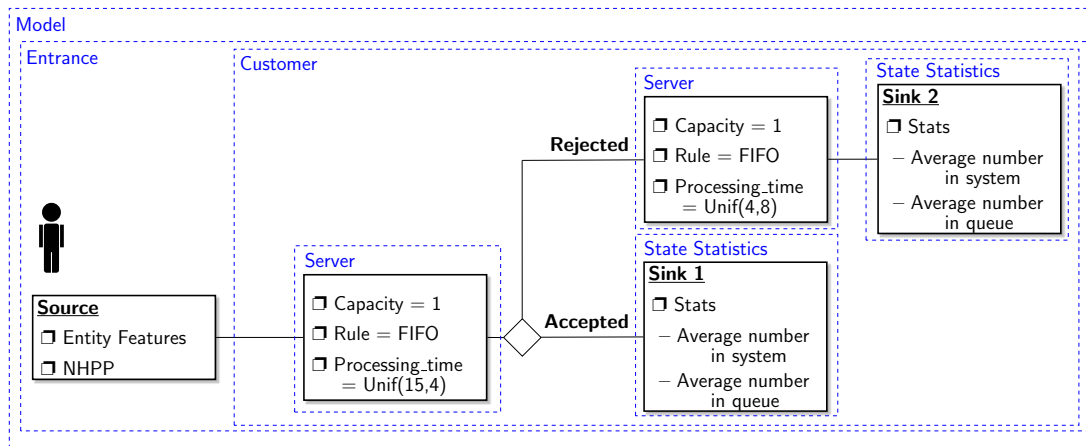 Model
Entrance
Customer
Source
❐ Entity Features
❐ NHPP
Server
❐ Capacity = 1
❐ Rule = FIFO
❐ Processing_time
= Unif(15,4)
Rejected
Accepted
Server
❐ Capacity = 1
❐ Rule = FIFO
❐ Processing_time
= Unif(4,8)
State Statistics
Sink 2
❐ Stats
– Average number
in system
– Average number
in queue
State Statistics
Sink 1
❐ Stats
– Average number
in system
– Average number
in queue